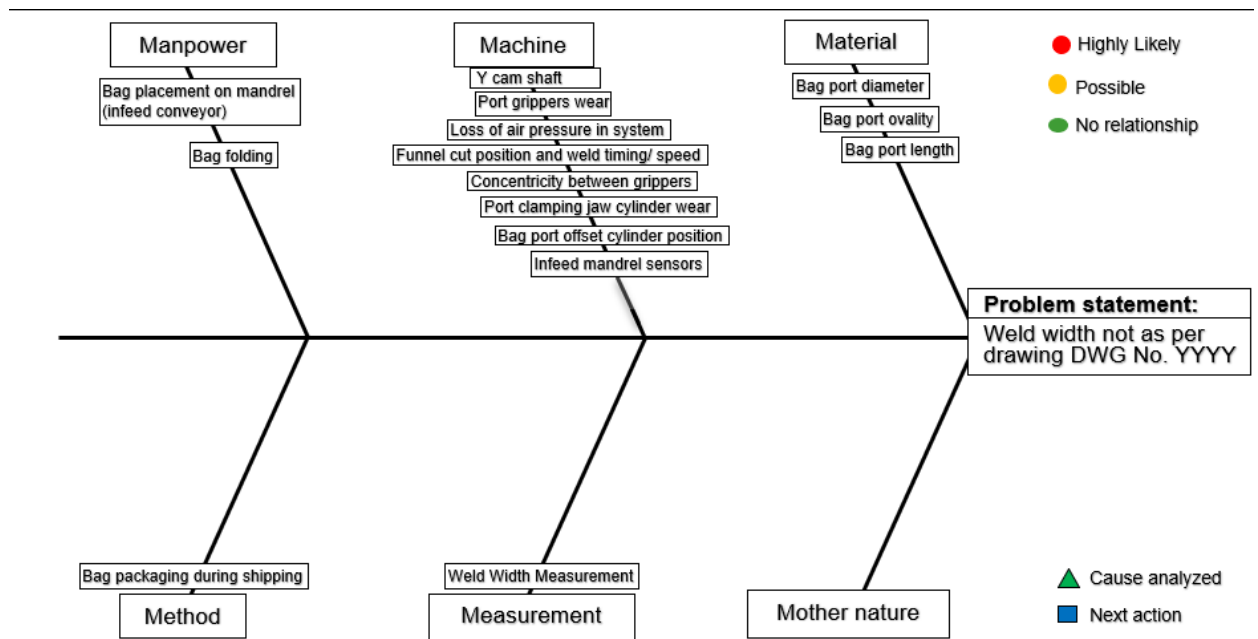 Manpower
Machine
Material
Highly Likely
Possible
No relationship
Bag placement on mandrel
(infeed conveyor)
Bag folding
Y cam shaft
Port grippers wear
Loss of air pressure in system
Funnel cut position and weld timing/ speed
Concentricity between grippers
Port clamping jaw cylinder wear
Bag port offset cylinder position
Infeed mandrel sensors
Bag port diameter
Bag port ovality
Bag port length
Problem statement:
Weld width not as per
drawing DWG No. YYYY
Bag packaging during shipping
Method
Weld Width Measurement
Measurement
Mother nature
Cause analyzed
Next action